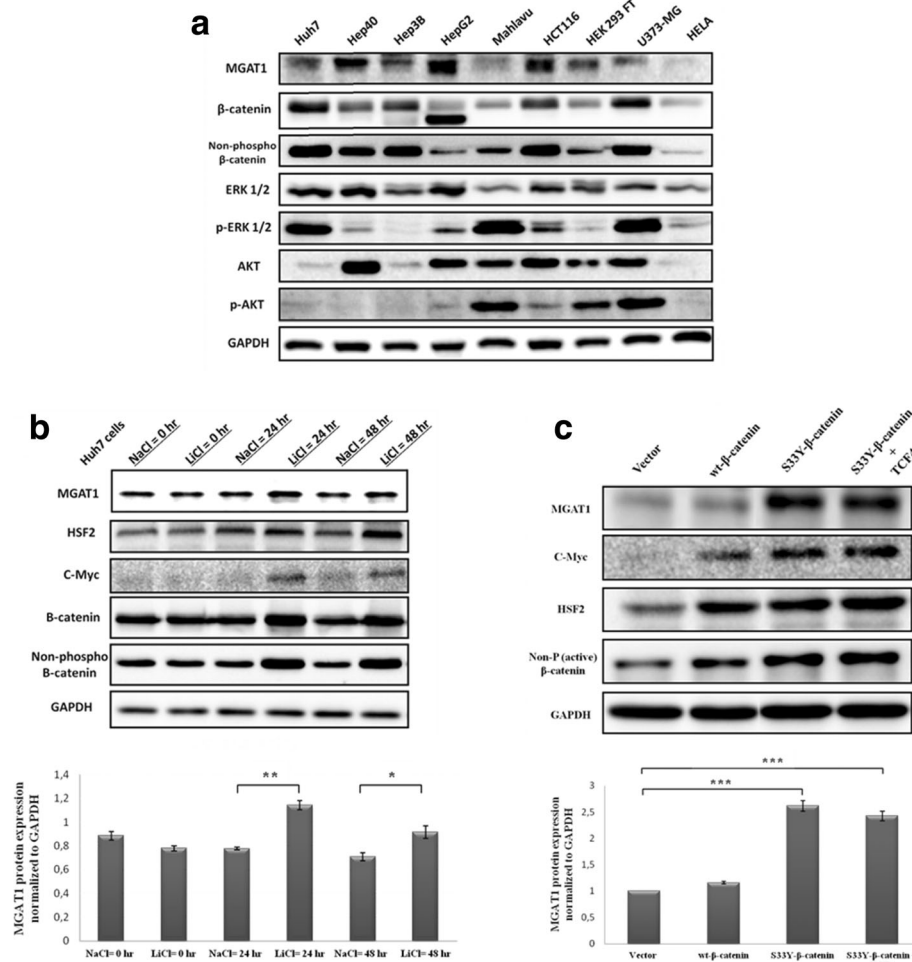 a
Huh7 Hep40 Hep3B HepG2 Mahlavu HCT116 HEK 293 FT U373-MG HELA
MGAT1
β-catenin
Non-phospho
β-catenin
ERK 1/2
p-ERK 1/2
AKT
p-AKT
GAPDH
b
Huh7 cells NaCl= 0 hr LiCl= 0 hr NaCl= 24 hr LiCl= 24 hr NaCl= 48 hr LiCl= 48 hr
MGAT1
HSF2
C-Myc
B-catenin
Non-phospho
B-catenin
GAPDH
MGAT1 protein expression
normalized to GAPDH
1,4
1,2
1
0,8
0,6
0,4
0,2
0
** *
NaCl= 0 hr LiCl= 0 hr NaCl= 24 hr LiCl= 24 hr NaCl= 48 hr LiCl= 48 hr
c
Vector wt-β-catenin S33Y-β-catenin S33Y-β-catenin
+
MGAT1
C-Myc
HSF2
Non-P (active)
β-catenin
GAPDH
MGAT1 protein expression
normalized to GAPDH
3
2,5
2
1,5
1
0,5
0
***
***
Vector wt-β-catenin S33Y-β-catenin S33Y-β-catenin